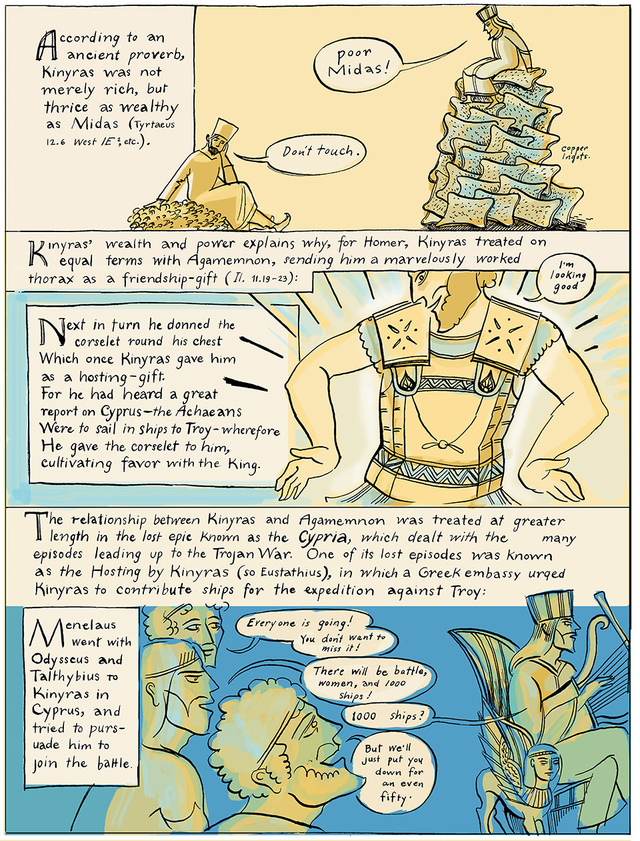 According to an
ancient proverb,
Kinyras was not
merely rich, but
thrice as wealthy
as Midas (Tyrtaeus
12.6 West IE², etc.).
poor
Midas!
Don't touch.
copper
ingots.
Kinyras' wealth and power explains why, for Homer, Kinyras treated on
equal terms with Agamemnon, sending him a marvelously worked
thorax as a friendship-gift (Il. 11.19-23):
I'm
looking
good
Next in turn he donned the
corselet round his chest
Which once Kinyras gave him
as a hosting-gift.
For he had heard a great
report on Cyprus—the Achaeans
Were to sail in ships to Troy-wherefore
He gave the corselet to him,
cultivating favor with the King.
The relationship between Kinyras and Agamemnon was treated at greater
length in the lost epic known as the Cypria, which dealt with the many
episodes leading up to the Trojan War. One of its lost episodes was known
as the Hosting by Kinyras (so Eustathius), in which a Greek embassy urged
Kinyras to contribute ships for the expedition against Troy:
Menelaus
went with
Odysseus and
Talthybius to
Kinyras in
Cyprus, and
tried to purs-
uade him to
join the battle.
Everyone is going!
You don't want to
miss it!
There will be battle,
women, and 1000
ships!
1000 ships?
But we'll
just put you
down for
an even
fifty.